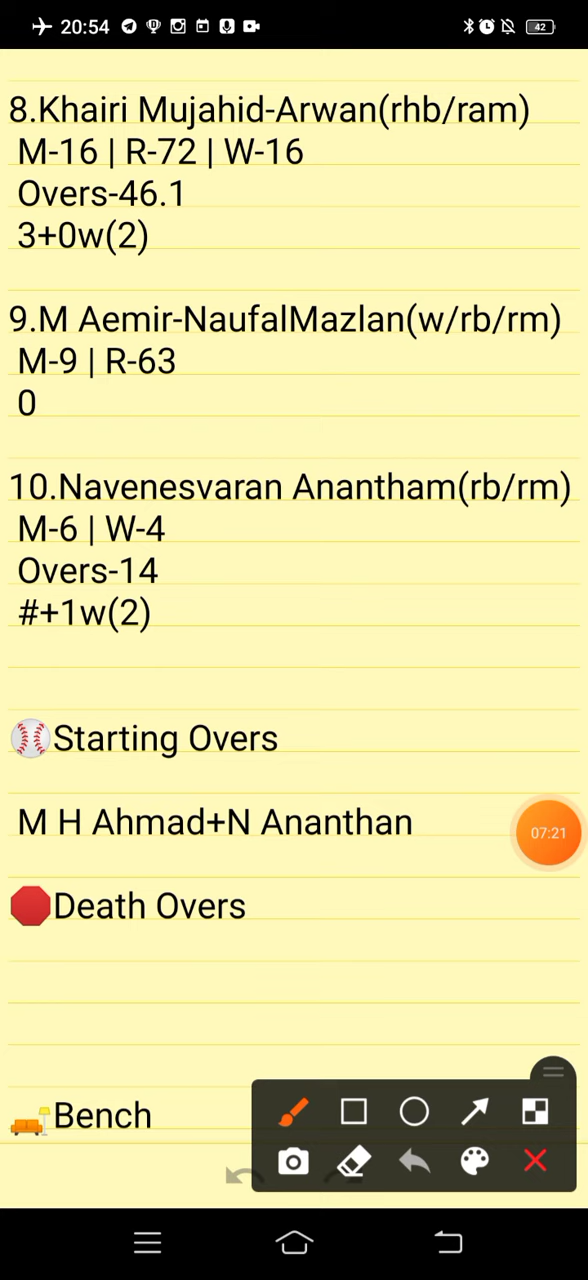 20:54
42
8.Khairi Mujahid-Arwan(rhb/ram)
M-16 | R-72 | W-16
Overs-46.1
3+0w(2)
9.M Aemir-NaufalMazlan(w/rb/rm)
M-9 | R-63
0
10.Navenesvaran Anantham(rb/rm)
M-6 | W-4
Overs-14
#+1w(2)
Starting Overs
M H Ahmad+N Ananthan
07:21
Death Overs
Bench